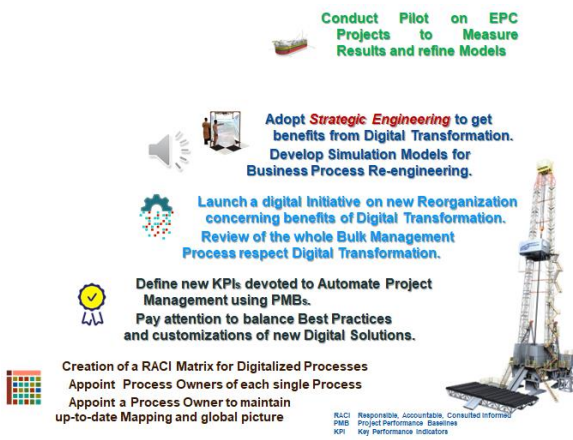 Conduct Pilot on EPC
Projects to Measure
Results and refine Models
Adopt Strategic Engineering to get
benefits from Digital Transformation.
Develop Simulation Models for
Business Process Re-engineering.
Launch a digital Initiative on new Reorganization
concerning benefits of Digital Transformation.
Review of the whole Bulk Management
Process respect Digital Transformation.
Define new KPIs devoted to Automate Project
Management using PMBs.
Pay attention to balance Best Practices
and customizations of new Digital Solutions.
Creation of a RACI Matrix for Digitalized Processes
Appoint Process Owners of each single Process
Appoint a Process Owner to maintain
up-to-date Mapping and global picture
RACI Responsible, Accountable, Consulted Informed
PMB Project Performance Baselines
KPI Key Performance Indicators